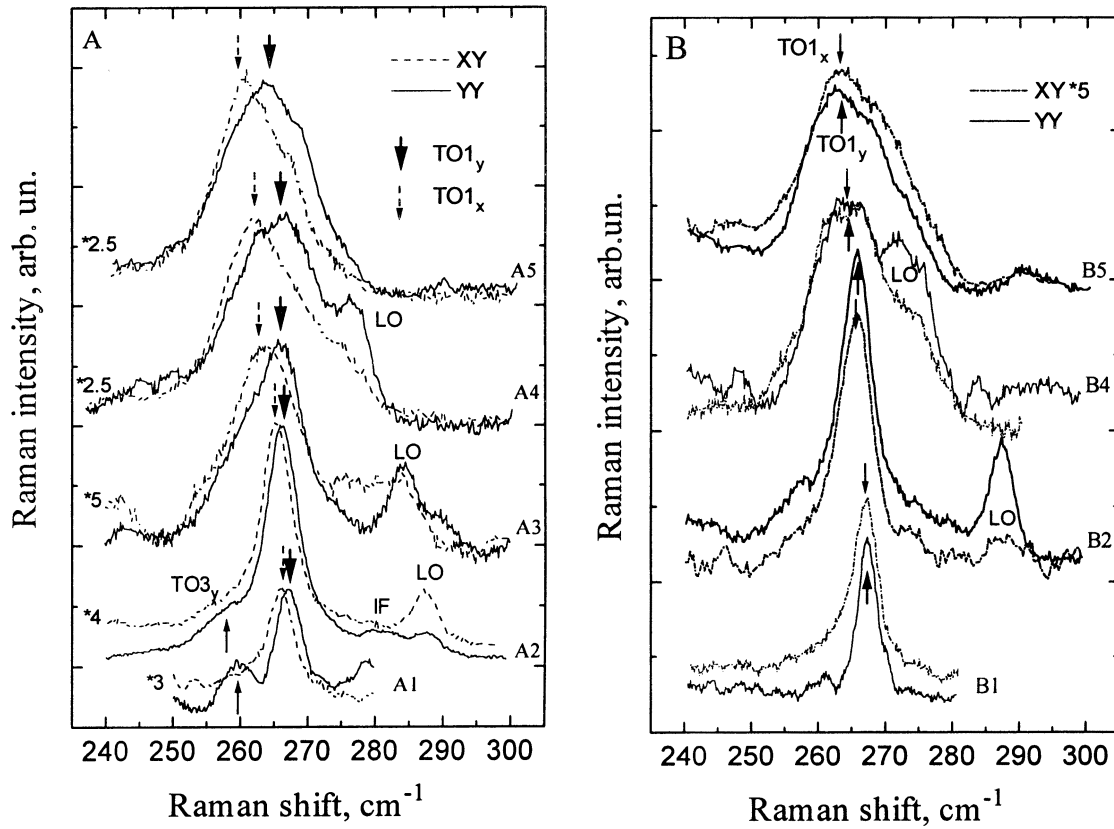 A
XY
YY
TO1y
TO1x
*2.5
A5
LO
*2.5
A4
LO
*5
A3
TO3y
LO
IF
*4
A2
*3
A1
240 250 260 270 280 290 300
Raman shift, cm-1
Raman intensity, arb. un.
B
TO1x
XY *5
YY
TO1y
B5
LO
B4
LO
B2
B1
240 250 260 270 280 290 300
Raman shift, cm-1
Raman intensity, arb.un.